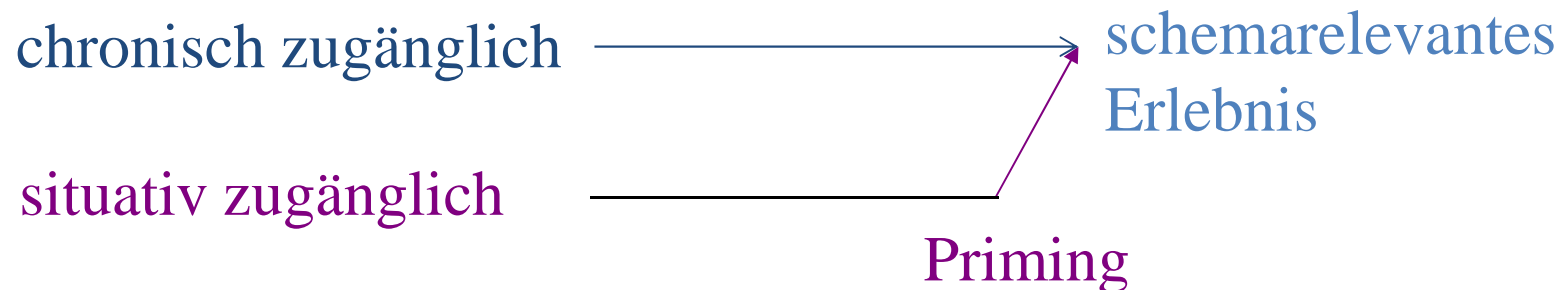 chronisch zugänglich
schemarelevantes
Erlebnis
situativ zugänglich
Priming